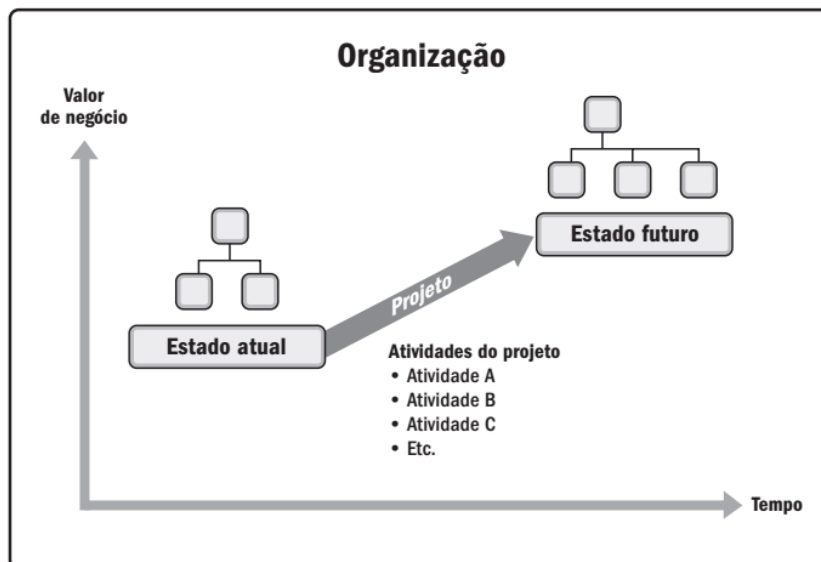 Organização
Valor
de negócio
Estado futuro
Projeto
Estado atual
Atividades do projeto
• Atividade A
• Atividade B
• Atividade C
• Etc.
Tempo